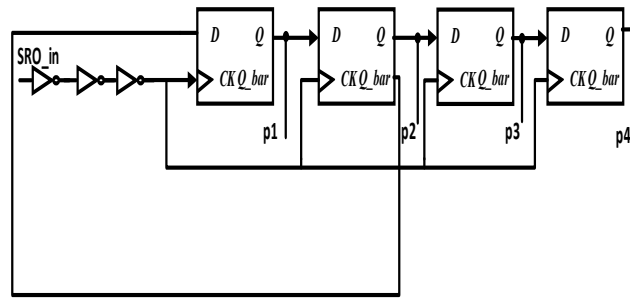 SRO_in
D Q
CK Q_bar
p1
D Q
CK Q_bar
p2
D Q
CK Q_bar
p3
D Q
CK Q_bar
p4